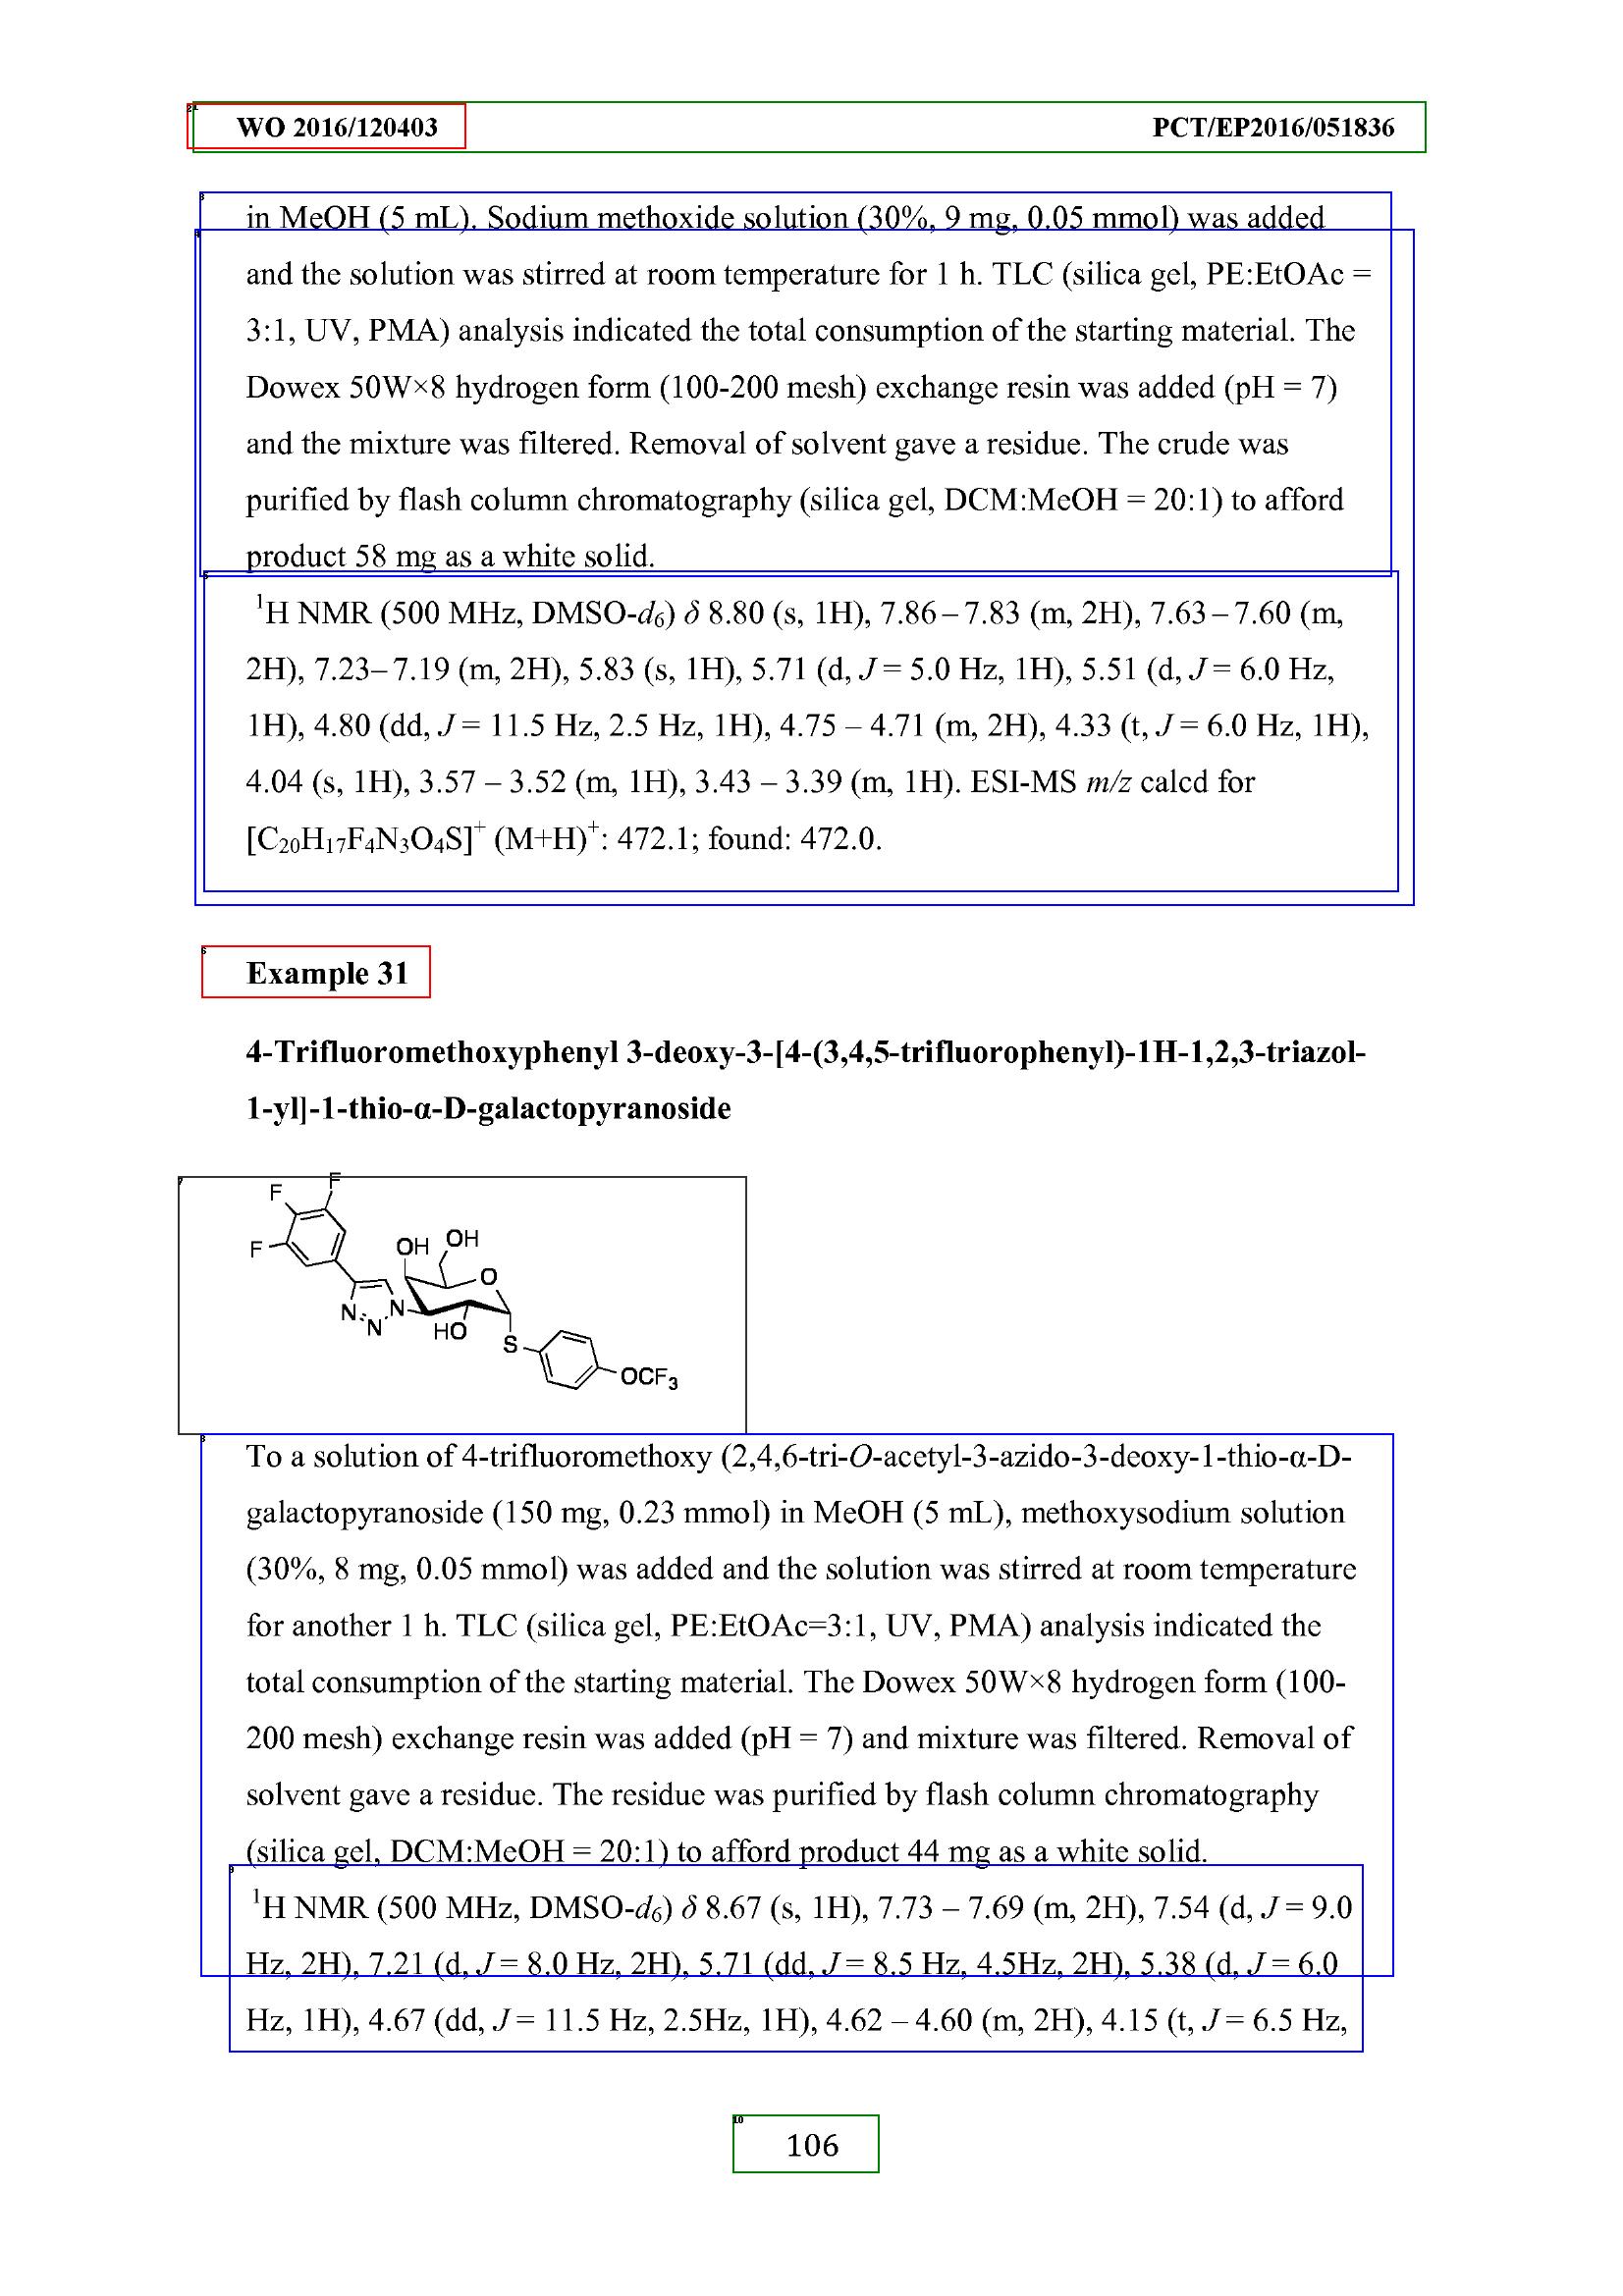 WO 2016/120403 PCT/EP2016/051836
in MeOH (5 mL). Sodium methoxide solution (30%, 9 mg, 0.05 mmol) was added
and the solution was stirred at room temperature for 1 h. TLC (silica gel, PE:EtOAc =
3:1, UV, PMA) analysis indicated the total consumption of the starting material. The
Dowex 50W×8 hydrogen form (100-200 mesh) exchange resin was added (pH = 7)
and the mixture was filtered. Removal of solvent gave a residue. The crude was
purified by flash column chromatography (silica gel, DCM:MeOH = 20:1) to afford
product 58 mg as a white solid.
¹H NMR (500 MHz, DMSO-d₆) δ 8.80 (s, 1H), 7.86 – 7.83 (m, 2H), 7.63 – 7.60 (m,
2H), 7.23– 7.19 (m, 2H), 5.83 (s, 1H), 5.71 (d, J = 5.0 Hz, 1H), 5.51 (d, J = 6.0 Hz,
1H), 4.80 (dd, J = 11.5 Hz, 2.5 Hz, 1H), 4.75 – 4.71 (m, 2H), 4.33 (t, J = 6.0 Hz, 1H),
4.04 (s, 1H), 3.57 – 3.52 (m, 1H), 3.43 – 3.39 (m, 1H). ESI-MS m/z calcd for
[C₂₀H₁₇F₄N₃O₄S]⁺ (M+H)⁺: 472.1; found: 472.0.
Example 31
4-Trifluoromethoxyphenyl 3-deoxy-3-[4-(3,4,5-trifluorophenyl)-1H-1,2,3-triazol-
1-yl]-1-thio-α-D-galactopyranoside
F
F
F
OH
OH
O
N
N
N
HO
S
OCF₃
To a solution of 4-trifluoromethoxy (2,4,6-tri-O-acetyl-3-azido-3-deoxy-1-thio-α-D-
galactopyranoside (150 mg, 0.23 mmol) in MeOH (5 mL), methoxysodium solution
(30%, 8 mg, 0.05 mmol) was added and the solution was stirred at room temperature
for another 1 h. TLC (silica gel, PE:EtOAc=3:1, UV, PMA) analysis indicated the
total consumption of the starting material. The Dowex 50W×8 hydrogen form (100-
200 mesh) exchange resin was added (pH = 7) and mixture was filtered. Removal of
solvent gave a residue. The residue was purified by flash column chromatography
(silica gel, DCM:MeOH = 20:1) to afford product 44 mg as a white solid.
¹H NMR (500 MHz, DMSO-d₆) δ 8.67 (s, 1H), 7.73 – 7.69 (m, 2H), 7.54 (d, J = 9.0
Hz, 2H), 7.21 (d, J = 8.0 Hz, 2H), 5.71 (dd, J = 8.5 Hz, 4.5Hz, 2H), 5.38 (d, J = 6.0
Hz, 1H), 4.67 (dd, J = 11.5 Hz, 2.5Hz, 1H), 4.62 – 4.60 (m, 2H), 4.15 (t, J = 6.5 Hz,
10
106